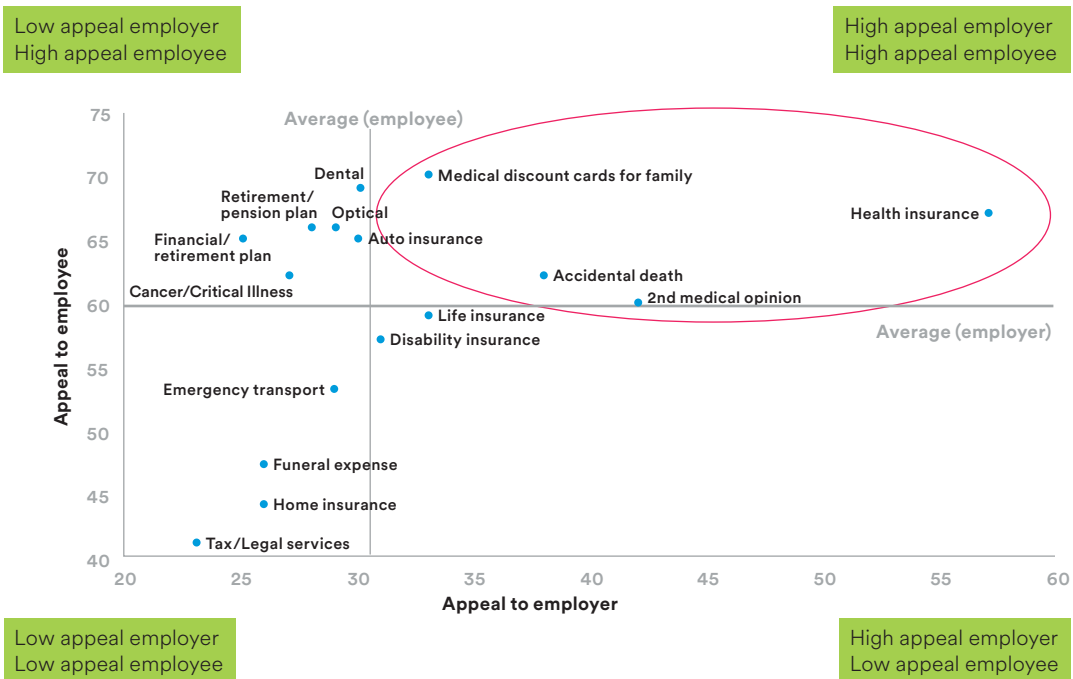 Low appeal employer
High appeal employee
High appeal employer
High appeal employee
75
70
65
60
55
50
45
40
Appeal to employee
Average (employee)
Dental
Medical discount cards for family
Retirement/
pension plan
Optical
Health insurance
Financial/
retirement plan
Auto insurance
Cancer/Critical Illness
Accidental death
2nd medical opinion
Life insurance
Average (employer)
Disability insurance
Emergency transport
Funeral expense
Home insurance
Tax/Legal services
20
25
30
35
40
45
50
55
60
Appeal to employer
Low appeal employer
Low appeal employee
High appeal employer
Low appeal employee